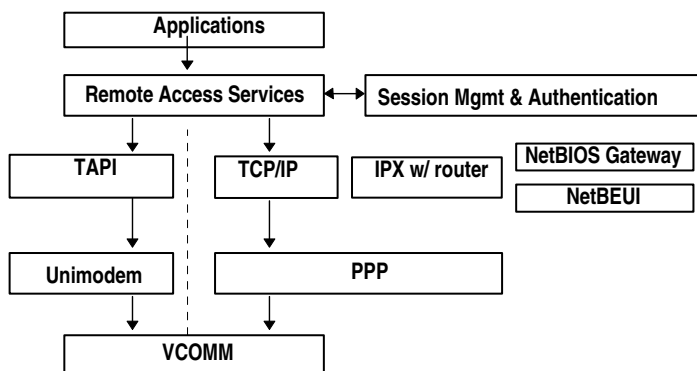 Applications
Remote Access Services
Session Mgmt & Authentication
TAPI
TCP/IP
IPX w/ router
NetBIOS Gateway
NetBEUI
Unimodem
PPP
VCOMM